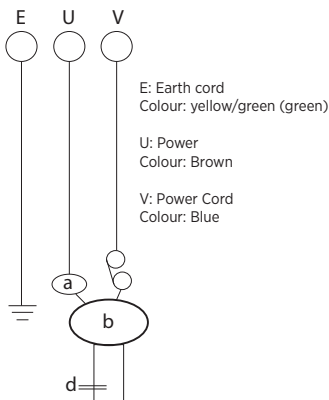 E U V
E: Earth cord
Colour: yellow/green (green)
U: Power
Colour: Brown
V: Power Cord
Colour: Blue
a
b
d